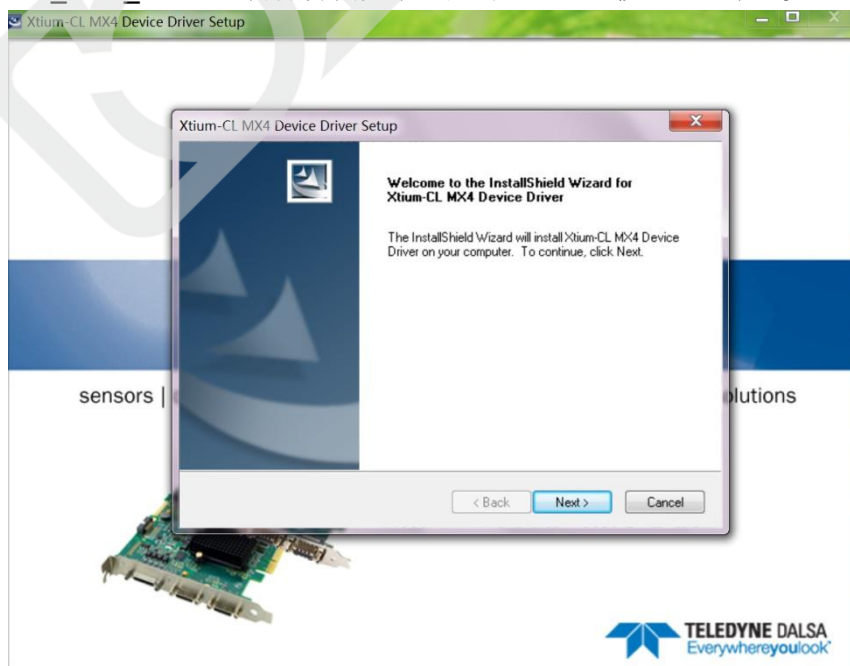 Xtium-CL MX4 Device Driver Setup
Xtium-CL MX4 Device Driver Setup
Welcome to the InstallShield Wizard for
Xtium-CL MX4 Device Driver
The InstallShield Wizard will install Xtium-CL MX4 Device
Driver on your computer. To continue, click Next.
sensors |
olutions
< Back
Next >
Cancel
TELEDYNE DALSA
Everywhereyoulook